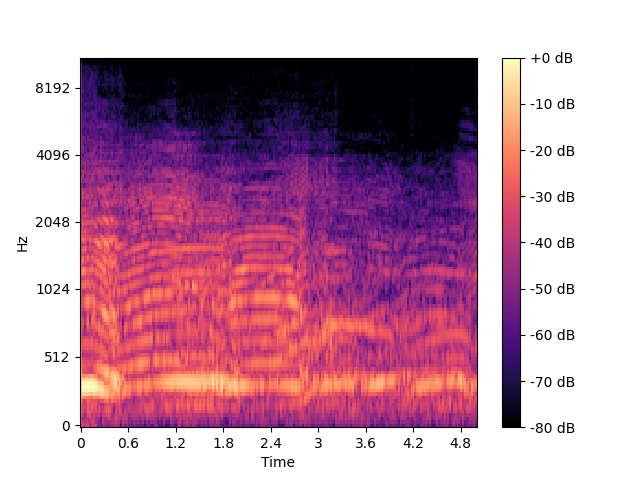 +0 dB
8192
-10 dB
4096
-20 dB
-30 dB
2048
Hz
-40 dB
1024
-50 dB
-60 dB
512
-70 dB
0
-80 dB
0 0.6 1.2 1.8 2.4 3 3.6 4.2 4.8
Time